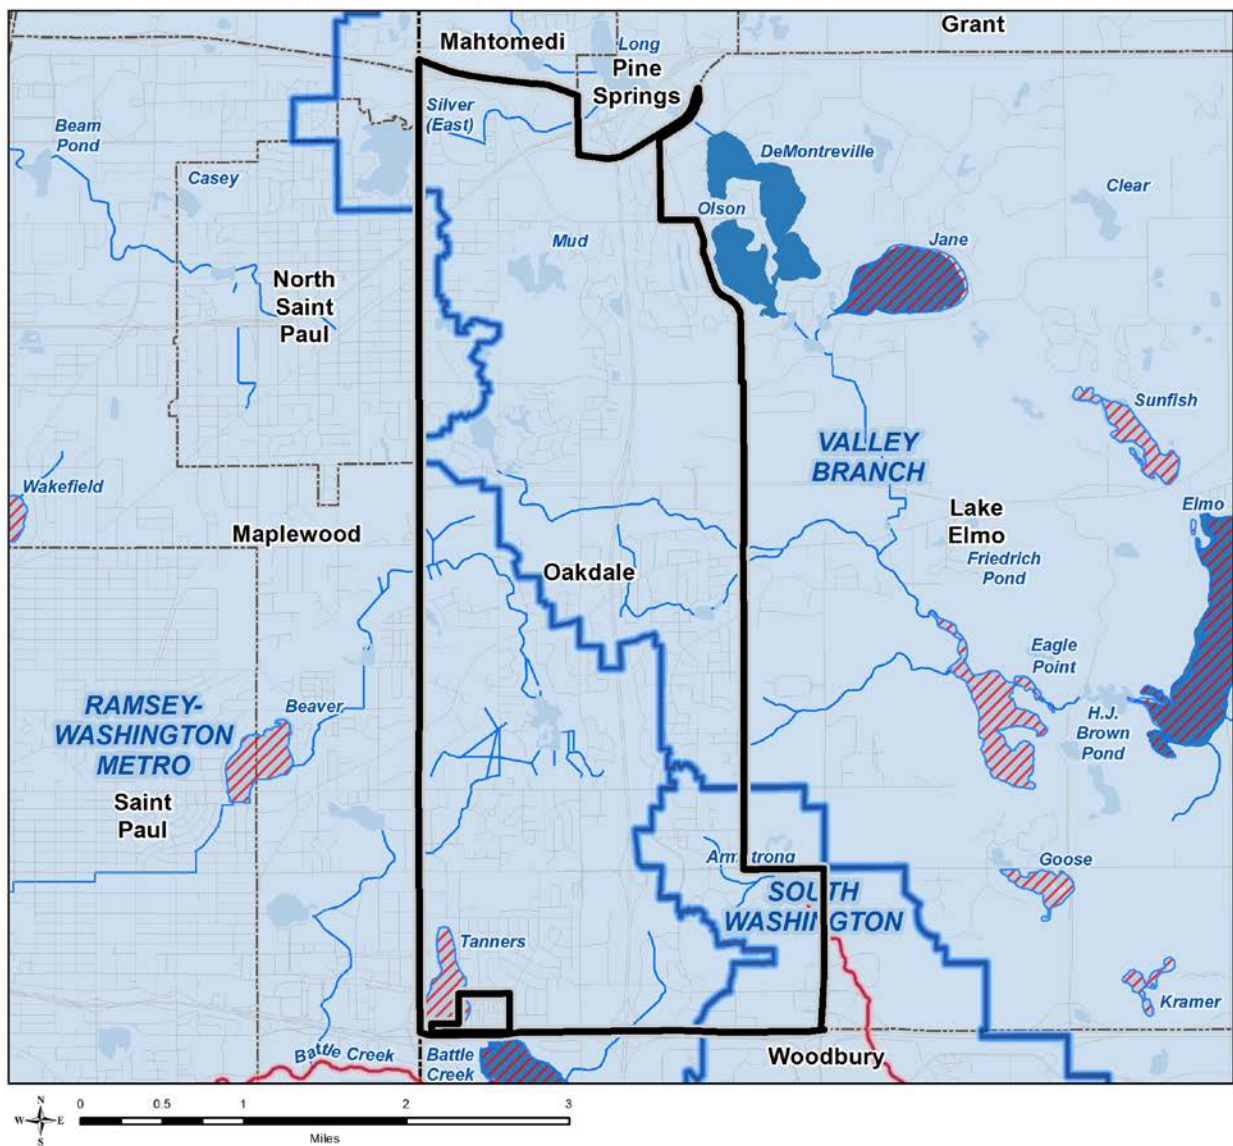 Grant
Mahtomedi
Long
Pine
Springs
Silver
(East)
Beam
Pond
DeMontreville
Casey
Clear
Olson
Mud
Jane
North
Saint
Paul
Sunfish
VALLEY
BRANCH
Wakefield
Elmo
Lake
Elmo
Maplewood
Friedrich
Pond
Oakdale
Eagle
Point
RAMSEY-
WASHINGTON
METRO
Beaver
H.J.
Brown
Pond
Saint
Paul
Armstrong
Goose
SOUTH
WASHINGTON
Tanners
Kramer
Battle Creek
Battle
Creek
Woodbury
N
W E
S
0 0.5 1 2 3
Miles